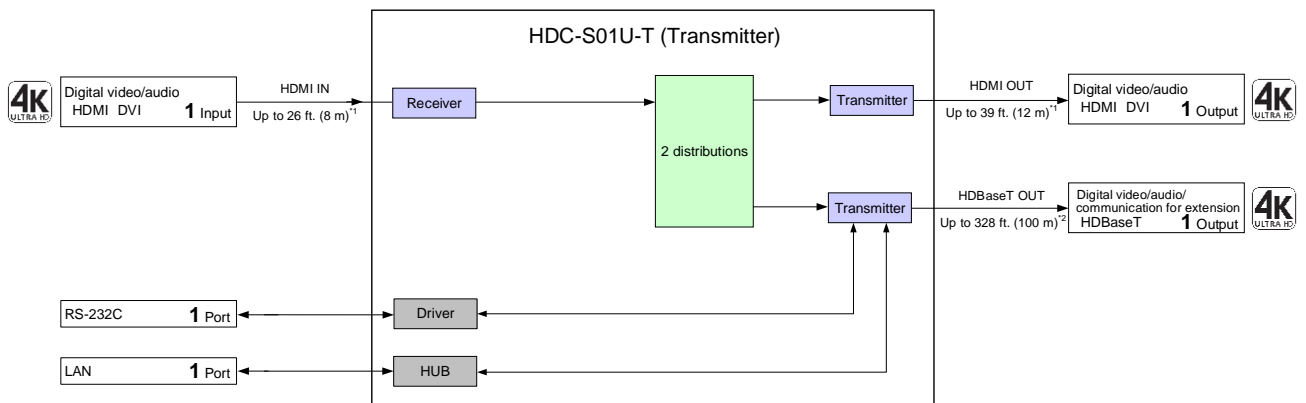 HDC-S01U-T (Transmitter)
4K
ULTRA HD
Digital video/audio
HDMI DVI 1 Input
HDMI IN
Up to 26 ft. (8 m)*1
Receiver
2 distributions
Transmitter
HDMI OUT
Up to 39 ft. (12 m)*1
Digital video/audio
HDMI DVI 1 Output
4K
ULTRA HD
Transmitter
HDBaseT OUT
Up to 328 ft. (100 m)*2
Digital video/audio/
communication for extension
HDBaseT 1 Output
4K
ULTRA HD
RS-232C 1 Port
Driver
LAN 1 Port
HUB